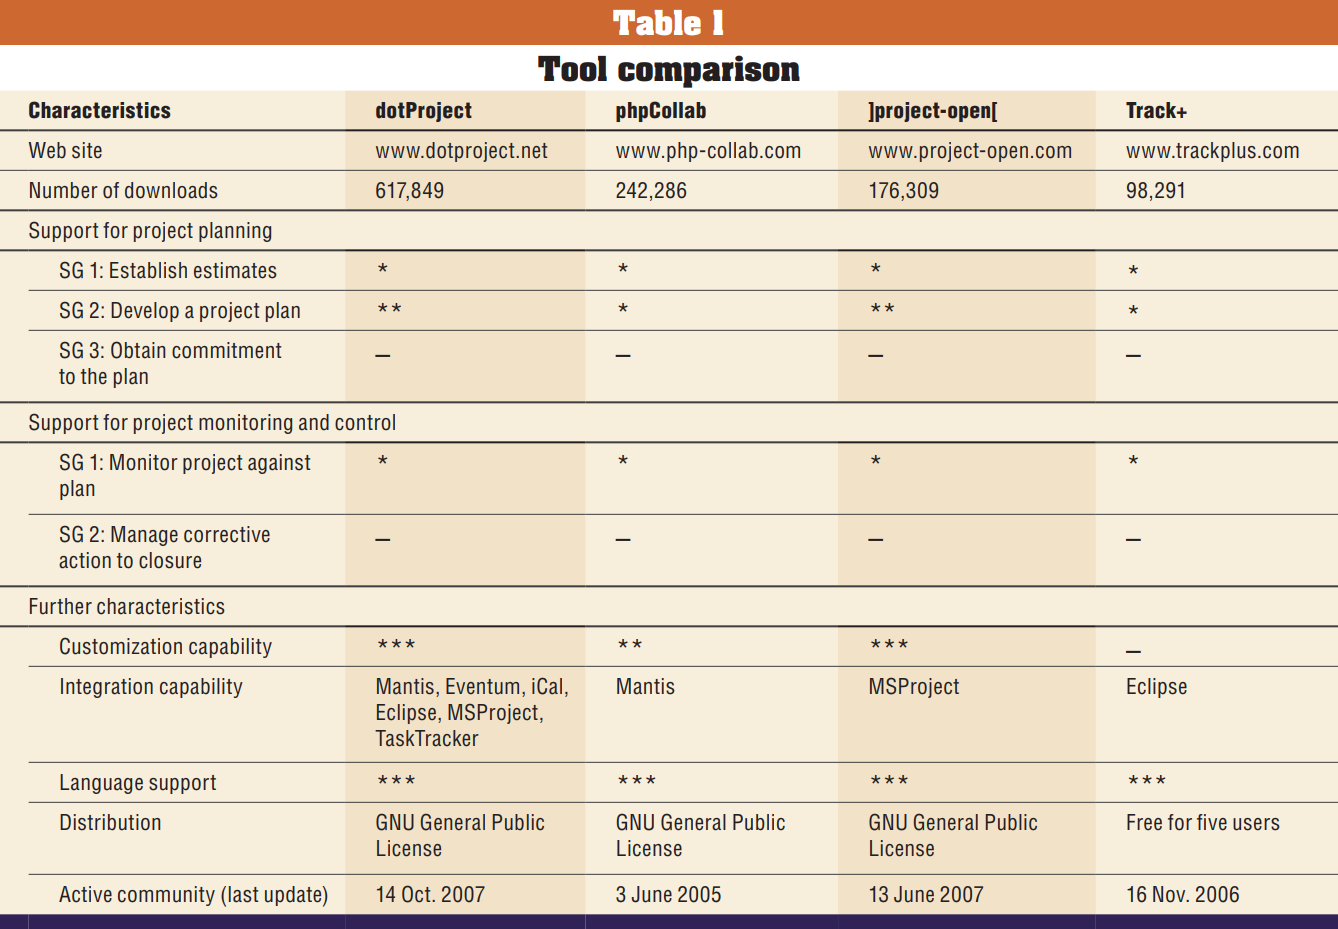 Table 1
Tool comparison
Characteristics dotProject phpCollab ]project-open[ Track+
Web site www.dotproject.net www.php-collab.com www.project-open.com www.trackplus.com
Number of downloads 617,849 242,286 176,309 98,291
Support for project planning
SG 1: Establish estimates * * * *
SG 2: Develop a project plan ** * ** *
SG 3: Obtain commitment — — — —
to the plan
Support for project monitoring and control
SG 1: Monitor project against * * * *
plan
SG 2: Manage corrective — — — —
action to closure
Further characteristics
Customization capability *** ** *** —
Integration capability Mantis, Eventum, iCal, Mantis MSProject Eclipse
Eclipse, MSProject,
TaskTracker
Language support *** *** *** ***
Distribution GNU General Public GNU General Public GNU General Public Free for five users
License License License
Active community (last update) 14 Oct. 2007 3 June 2005 13 June 2007 16 Nov. 2006